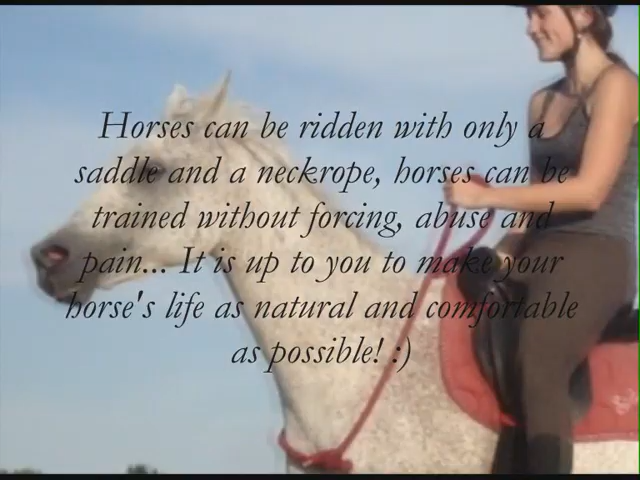 Horses can be ridden with only a
saddle and a neckrope, horses can be
trained without forcing, abuse and
pain... It is up to you to make your
horse's life as natural and comfortable
as possible! :)